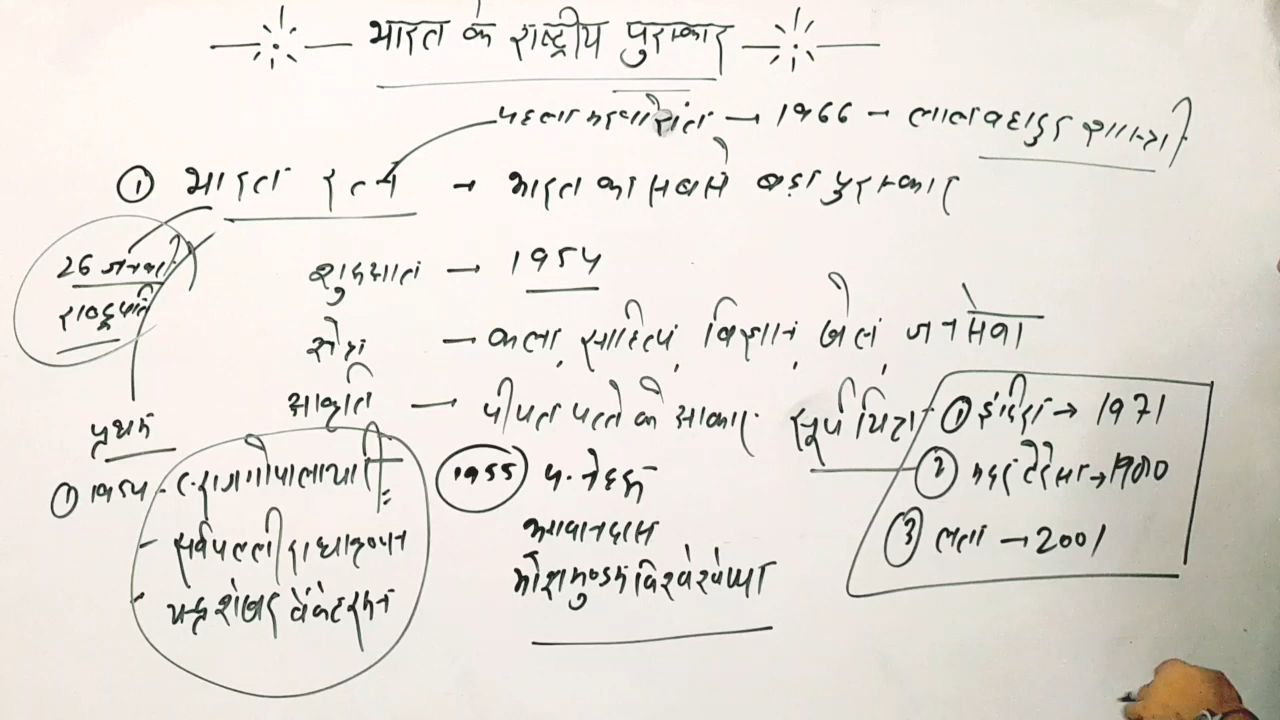 भारत के राष्ट्रीय पुरस्कार
पहला मरणोपरांत → 1966 - लालबहादुर शास्त्री
① भारत रत्न → भारत का सबसे बड़ा पुरस्कार
26 जनवरी
राष्ट्रपति
शुरुआत → 1954
क्षेत्र - कला, साहित्य, विज्ञान, खेल, जनसेवा
आकृति → पीपल पत्ते के आकार सूर्य चित्र
प्रथम
① 1954 - C. राजगोपालाचारी
- सर्वपल्ली राधाकृष्णन
- चन्द्रशेखर वेंकटरमन
1955 पं. नेहरू
भगवानदास
मोक्षगुण्डम विश्वेश्वरैया
① इंदिरा → 1971
② मदर टेरेसा → 1980
③ लता → 2001